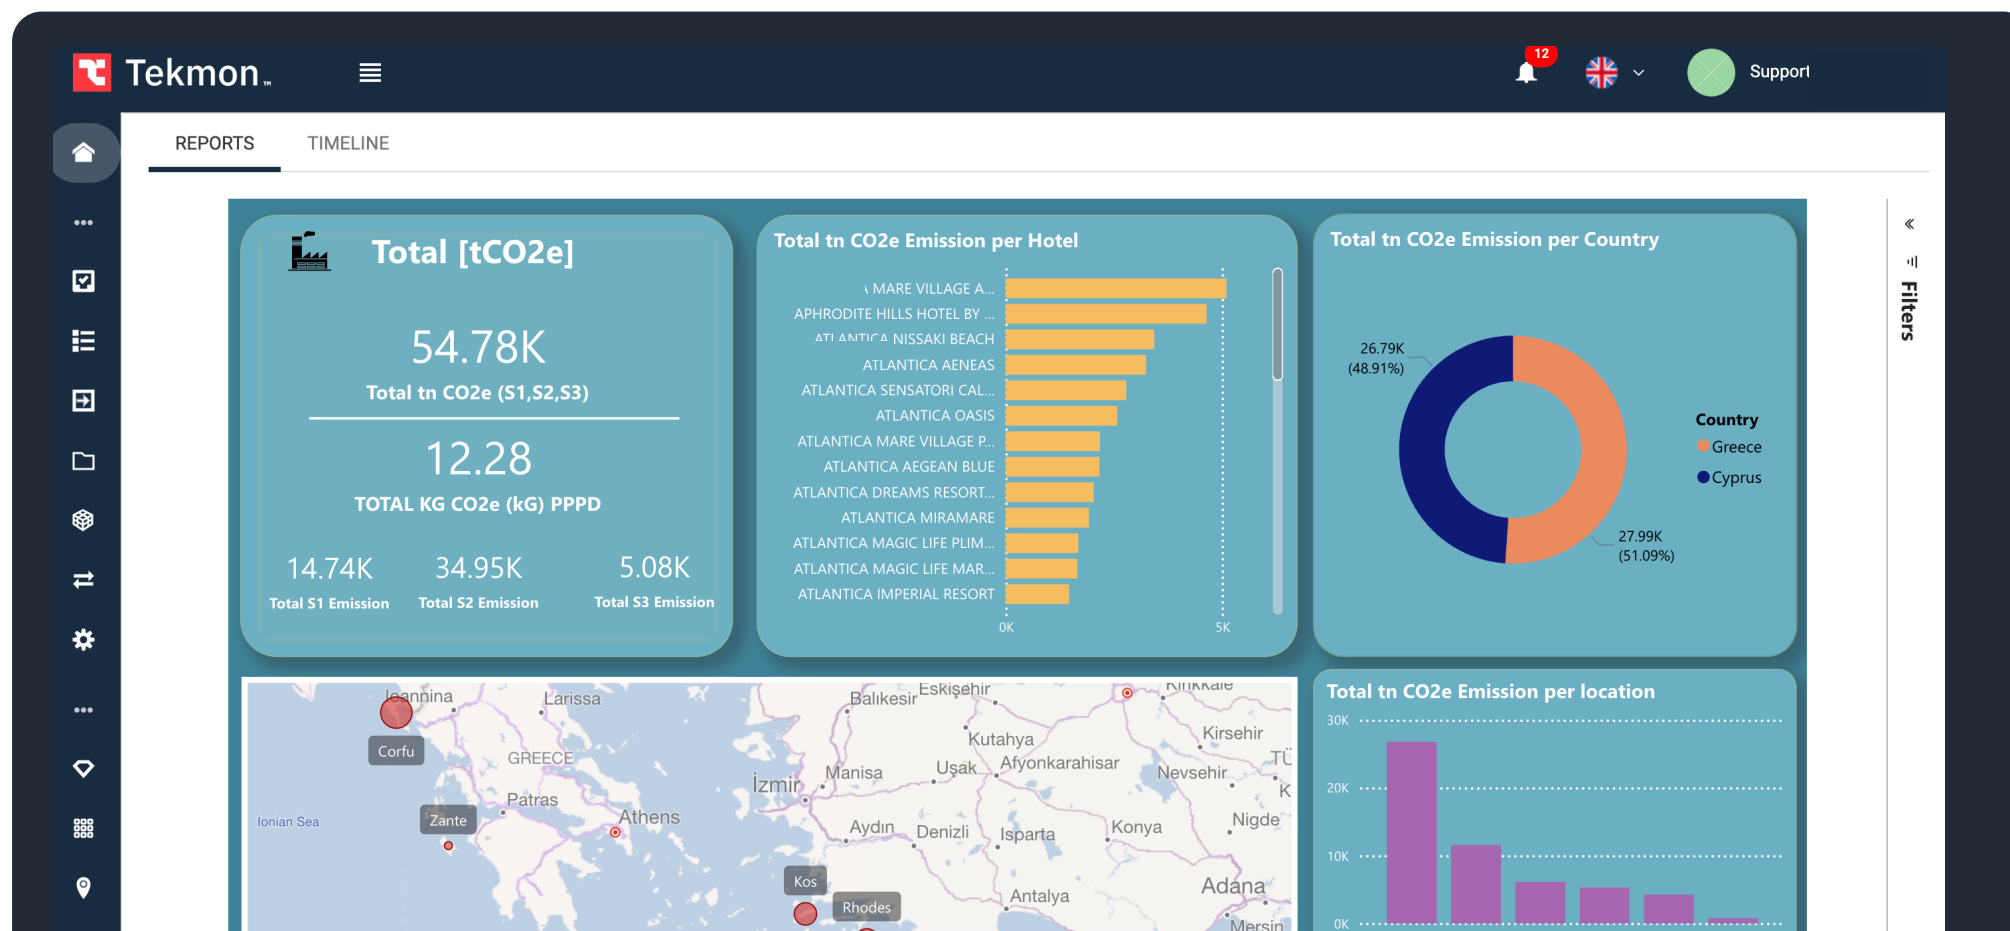 Tekmon™
12
Support
REPORTS
TIMELINE
Total [tCO2e]
54.78K
Total tn CO2e (S1,S2,S3)
12.28
TOTAL KG CO2e (kG) PPPD
14.74K
Total S1 Emission
34.95K
Total S2 Emission
5.08K
Total S3 Emission
Total tn CO2e Emission per Hotel
MARE VILLAGE A...
APHRODITE HILLS HOTEL BY ...
ATLANTICA NISSAKI BEACH
ATLANTICA AENEAS
ATLANTICA SENSATORI CAL...
ATLANTICA OASIS
ATLANTICA MARE VILLAGE P...
ATLANTICA AEGEAN BLUE
ATLANTICA DREAMS RESORT...
ATLANTICA MIRAMARE
ATLANTICA MAGIC LIFE PLIM...
ATLANTICA MAGIC LIFE MAR...
ATLANTICA IMPERIAL RESORT
0K
5K
Total tn CO2e Emission per Country
26.79K
(48.91%)
27.99K
(51.09%)
Country
Greece
Cyprus
Filters
Ioannina
Larissa
Corfu
GREECE
Patras
Zante
Athens
Ionian Sea
Balıkesir
Eskişehir
Kırıkkale
Kutahya
Kirsehir
İzmir
Manisa
Uşak
Afyonkarahisar
Nevsehir
TÜ
K
Aydın
Denizli
Isparta
Konya
Nigde
Kos
Rhodes
Antalya
Adana
Mersin
Total tn CO2e Emission per location
30K
20K
10K
0K